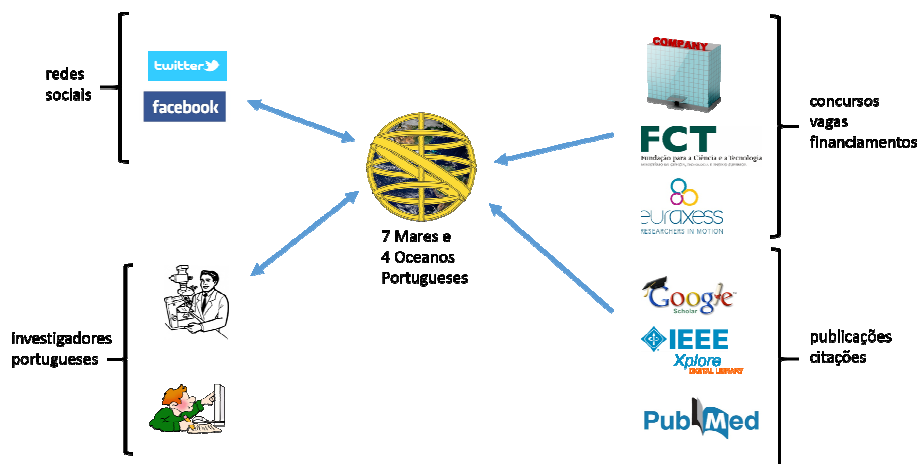 redes
sociais
twitter
facebook
7 Mares e
4 Oceanos
Portugueses
investigadores
portugueses
COMPANY
FCT
Fundação para a Ciência e a Tecnologia
euraxess
RESEARCHERS IN MOTION
concursos
vagas
financiamentos
Google™
Scholar
IEEE
Xplore
DIGITAL LIBRARY
PubMed
publicações
citações